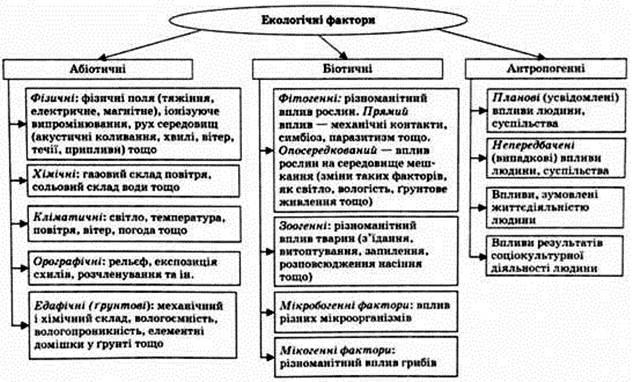 Екологічні фактори
Абіотичні
Фізичні: фізичні поля (тяжіння,
електричне, магнітне), іонізуюче
випромінювання, рух середовищ
(акустичні коливання, хвилі, вітер,
течії, припливи) тощо
Хімічні: газовий склад повітря,
сольовий склад води тощо
Кліматичні: світло, температура,
повітря, вітер, погода тощо
Орографічні: рельєф, експозиція
схилів, розчленування та ін.
Едафічні (ґрунтові): механічний
і хімічний склад, вологоємність,
вологопроникність, елементні
домішки у ґрунті тощо
Біотичні
Фітогенні: різноманітний
вплив рослин. Прямий
вплив — механічні контакти,
симбіоз, паразитизм тощо.
Опосередкований — вплив
рослин на середовище меш-
кання (зміни таких факторів,
як світло, вологість, ґрунтове
живлення тощо)
Зоогенні: різноманітний
вплив тварин (з'їдання,
витоптування, запилення,
розповсюдження насіння
тощо)
Мікробогенні фактори: вплив
різних мікроорганізмів
Мікогенні фактори:
різноманітний вплив грибів
Антропогенні
Планові (усвідомлені)
впливи людини,
суспільства
Непередбачені
(випадкові) впливи
людини, суспільства
Впливи, зумовлені
життєдіяльністю
людини
Впливи результатів
соціокультурної
діяльності людини